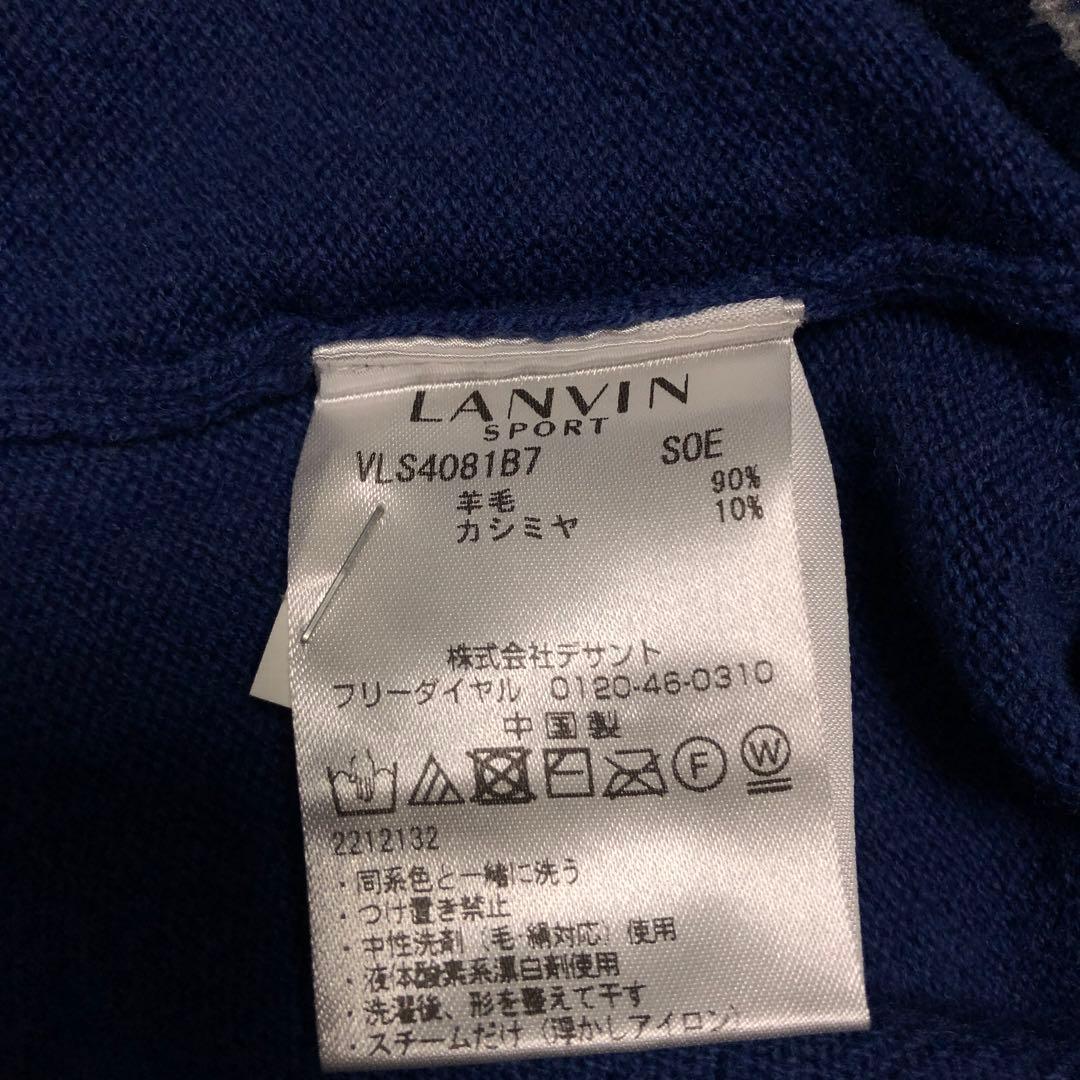 LANVIN
SPORT
VLS4081B7 SOE
羊毛 90%
カシミヤ 10%
株式会社デサント
フリーダイヤル 0120-46-0310
中国製
F W
2212132
・同系色と一緒に洗う
・つけ置き禁止
・中性洗剤（毛・絹対応）使用
・液体酸素系漂白剤使用
・洗濯後、形を整えて干す
・スチームだけ（浮かしアイロン）